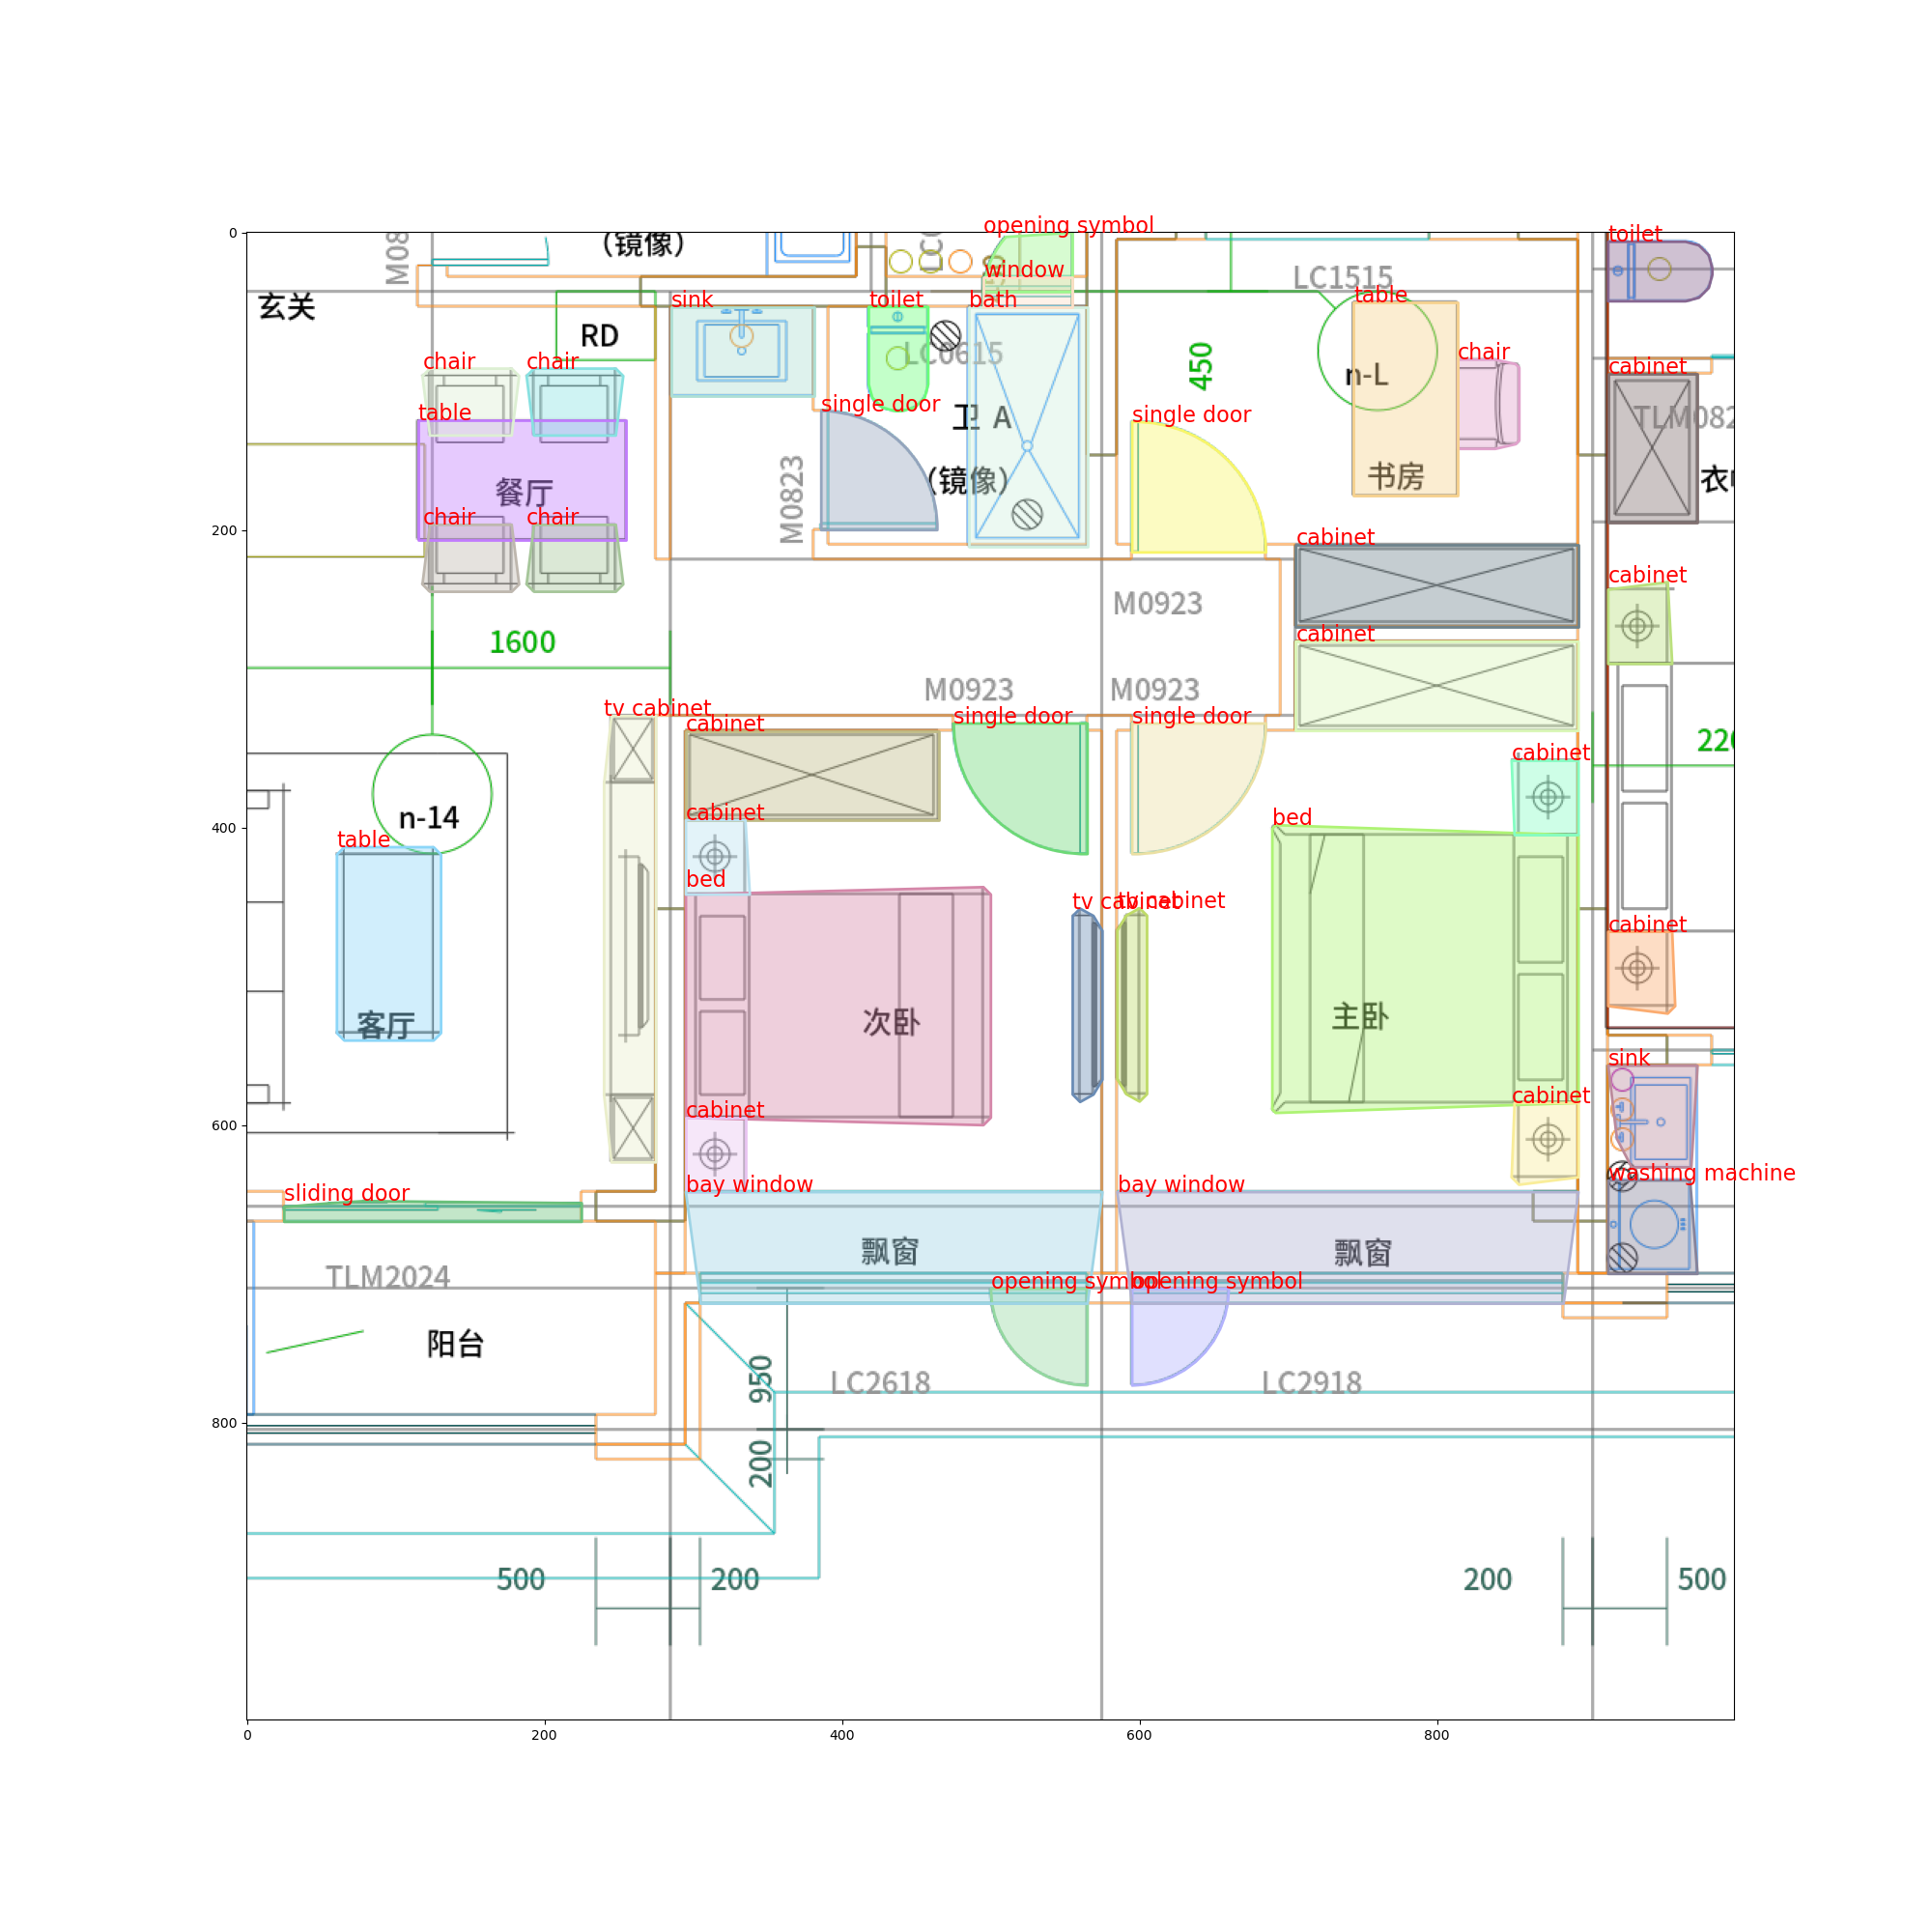 opening symbol
toilet
0
M08
(镜像)
window
LC1515
table
玄关
sink
toilet
bath
RD
LC0615
450
chair
chair
chair
n-L
cabinet
table
single door
single door
卫 A
TLM082
餐厅
M0823
(镜像)
书房
chair
chair
200
cabinet
cabinet
M0923
1600
cabinet
M0923
M0923
tv cabinet
cabinet
single door
single door
cabinet
n-14
cabinet
bed
400
table
bed
tv cabinet
tv cabinet
cabinet
客厅
次卧
主卧
sink
cabinet
cabinet
600
washing machine
sliding door
bay window
bay window
飘窗
飘窗
TLM2024
opening symbol
opening symbol
阳台
950
LC2618
LC2918
800
200
500
200
200
500
0
200
400
600
800